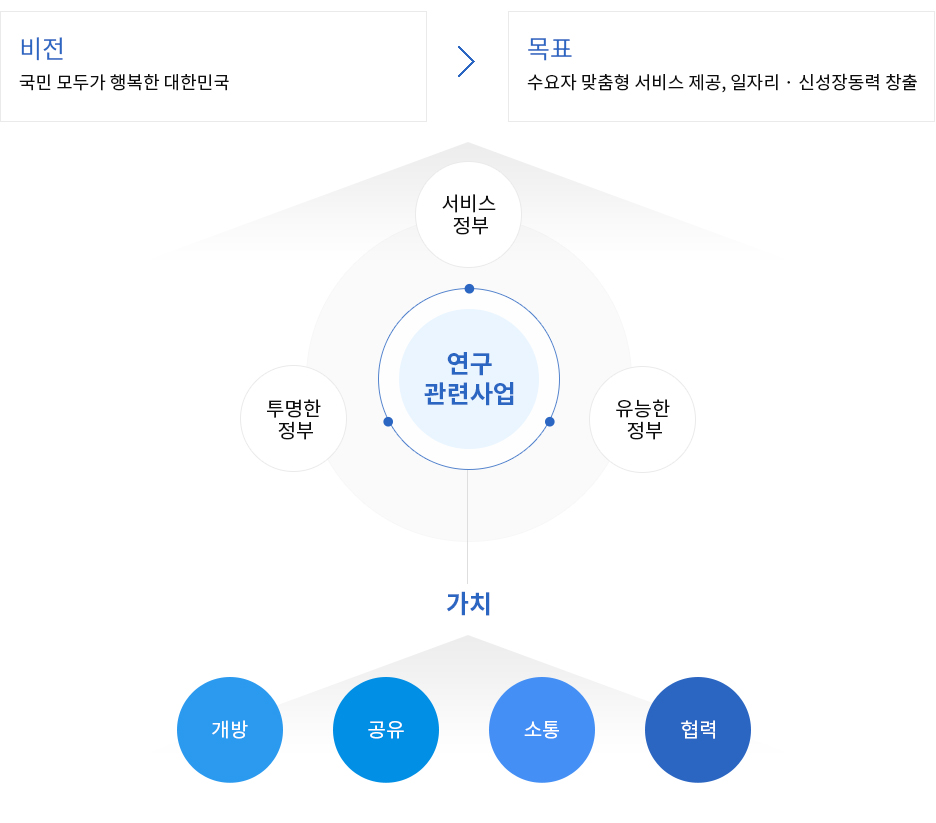 비전
국민 모두가 행복한 대한민국
목표
수요자 맞춤형 서비스 제공, 일자리 · 신성장동력 창출
서비스
정부
연구
관련사업
투명한
정부
유능한
정부
가치
개방
공유
소통
협력